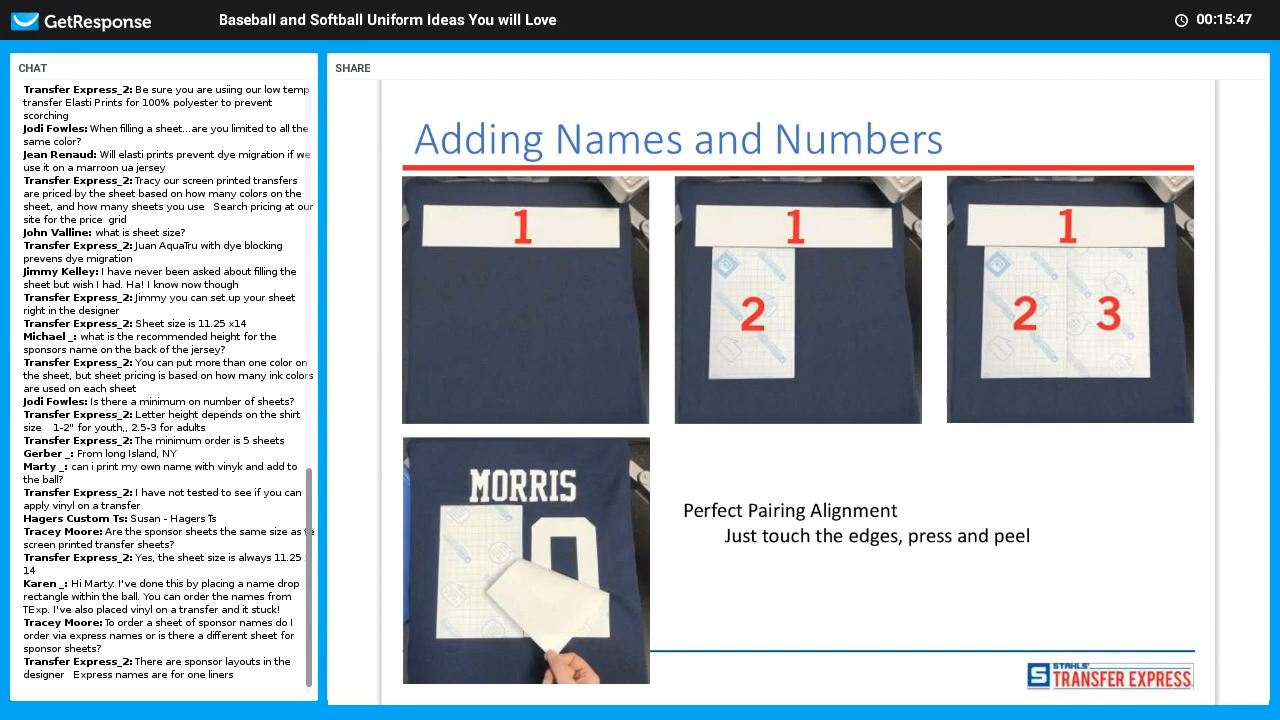 GetResponse
Baseball and Softball Uniform Ideas You will Love
00:15:47
CHAT
Transfer Express_2: Be sure you are usiing our low temp
transfer Elasti Prints for 100% polyester to prevent
scorching
Jodi Fowles: When filling a sheet...are you limited to all the
same color?
Jean Renaud: Will elasti prints prevent dye migration if we
use it on a marroon ua jersey
Transfer Express_2: Tracy our screen printed transfers
are priced by the sheet based on how many colors on the
sheet, and how many sheets you use Search pricing at our
site for the price grid
John Valline: what is sheet size?
Transfer Express_2: Juan AquaTru with dye blocking
prevens dye migration
Jimmy Kelley: I have never been asked about filling the
sheet but wish I had. Ha! I know now though
Transfer Express_2: Jimmy you can set up your sheet
right in the designer
Transfer Express_2: Sheet size is 11.25 x14
Michael _: what is the recommended height for the
sponsors name on the back of the jersey?
Transfer Express_2: You can put more than one color on
the sheet, but sheet pricing is based on how many ink colors
are used on each sheet
Jodi Fowles: Is there a minimum on number of sheets?
Transfer Express_2: Letter height depends on the shirt
size 1-2" for youth,, 2.5-3 for adults
Transfer Express_2: The minimum order is 5 sheets
Gerber _: From long Island, NY
Marty _: can i print my own name with vinyk and add to
the ball?
Transfer Express_2: I have not tested to see if you can
apply vinyl on a transfer
Hagers Custom Ts: Susan - Hagers Ts
Tracey Moore: Are the sponsor sheets the same size as the
screen printed transfer sheets?
Transfer Express_2: Yes, the sheet size is always 11.25
14
Karen _: Hi Marty. I've done this by placing a name drop
rectangle within the ball. You can order the names from
TExp. I've also placed vinyl on a transfer and it stuck!
Tracey Moore: To order a sheet of sponsor names do I
order via express names or is there a different sheet for
sponsor sheets?
Transfer Express_2: There are sponsor layouts in the
designer Express names are for one liners
SHARE
Adding Names and Numbers
1
1
2
1
2 3
MORRIS
0
Perfect Pairing Alignment
Just touch the edges, press and peel
S STAHLS'
TRANSFER EXPRESS